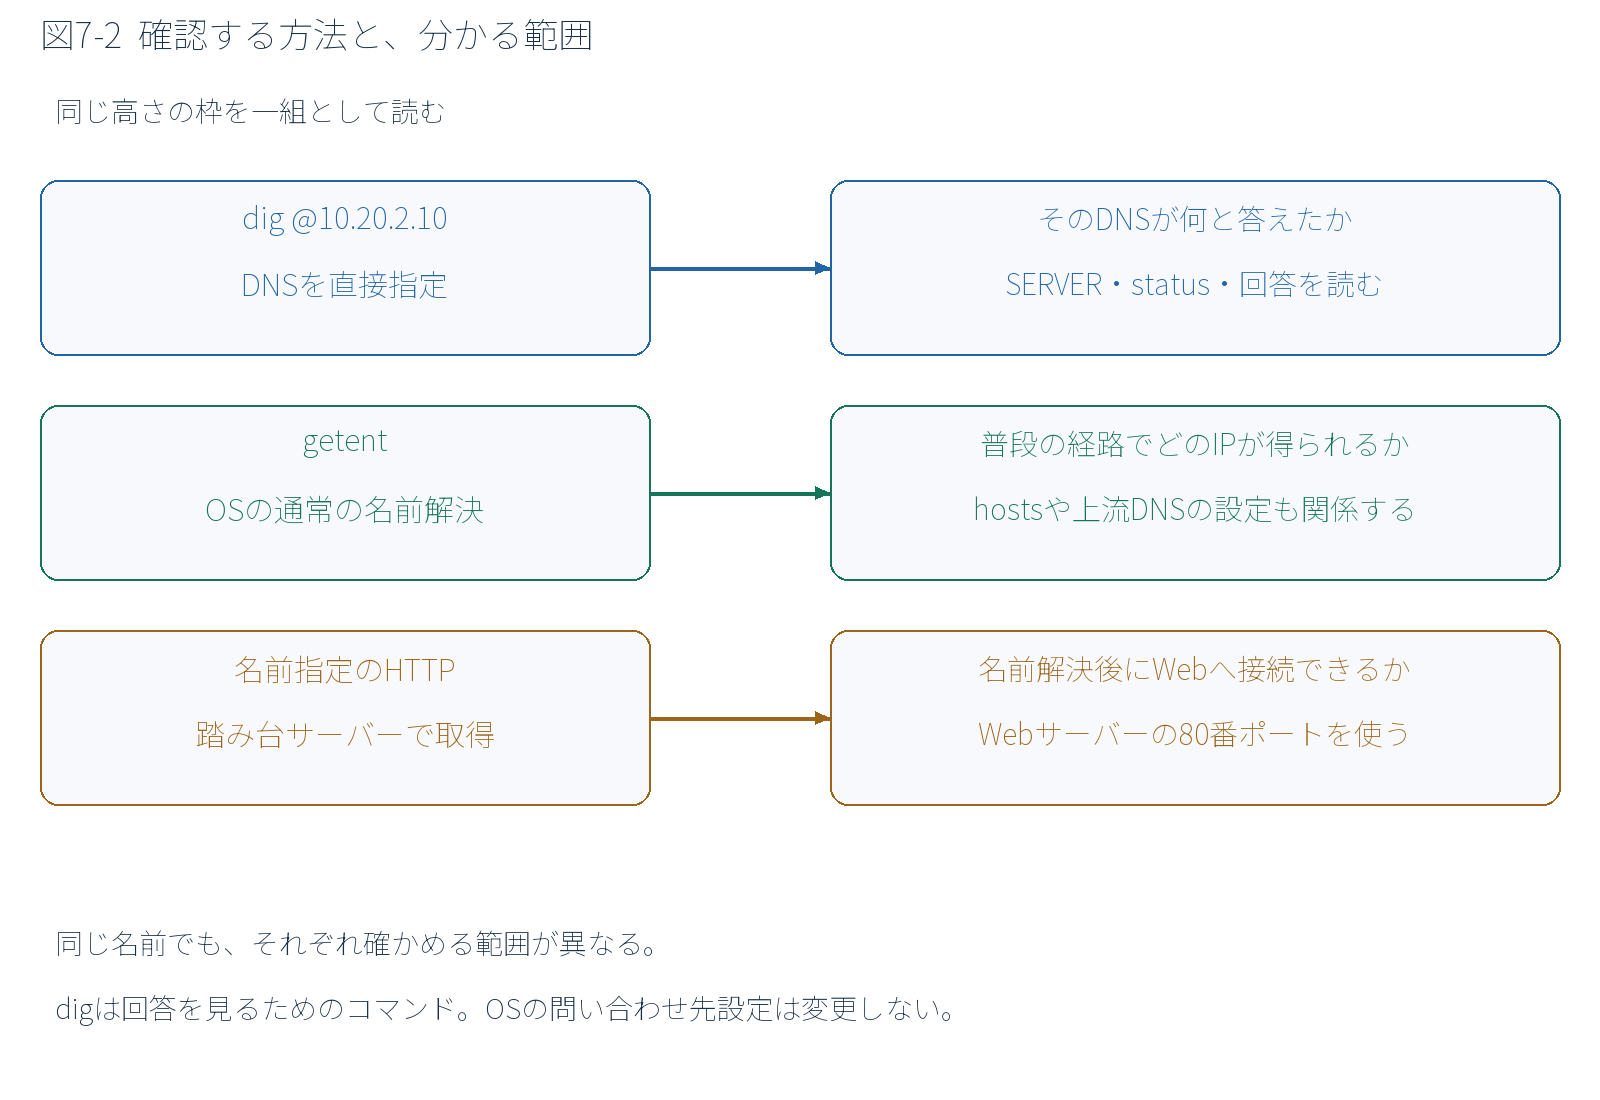 図7-2 確認する方法と、分かる範囲
同じ高さの枠を一組として読む
dig @10.20.2.10
DNSを直接指定
そのDNSが何と答えたか
SERVER・status・回答を読む
getent
OSの通常の名前解決
普段の経路でどのIPが得られるか
hostsや上流DNSの設定も関係する
名前指定のHTTP
踏み台サーバーで取得
名前解決後にWebへ接続できるか
Webサーバーの80番ポートを使う
同じ名前でも、それぞれ確かめる範囲が異なる。
digは回答を見るためのコマンド。OSの問い合わせ先設定は変更しない。